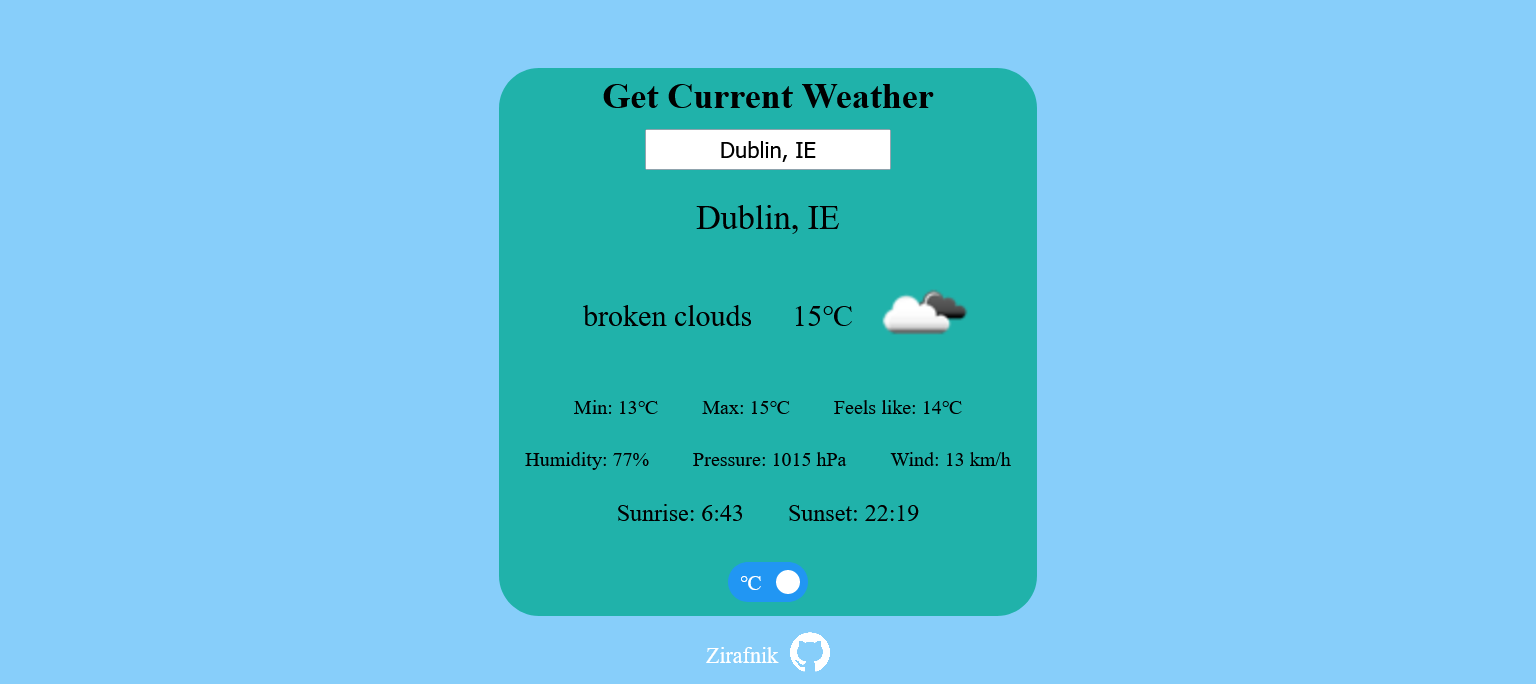 Get Current Weather
Dublin, IE
Dublin, IE
broken clouds 15℃
Min: 13℃ Max: 15℃ Feels like: 14℃
Humidity: 77% Pressure: 1015 hPa Wind: 13 km/h
Sunrise: 6:43 Sunset: 22:19
℃
Zirafnik